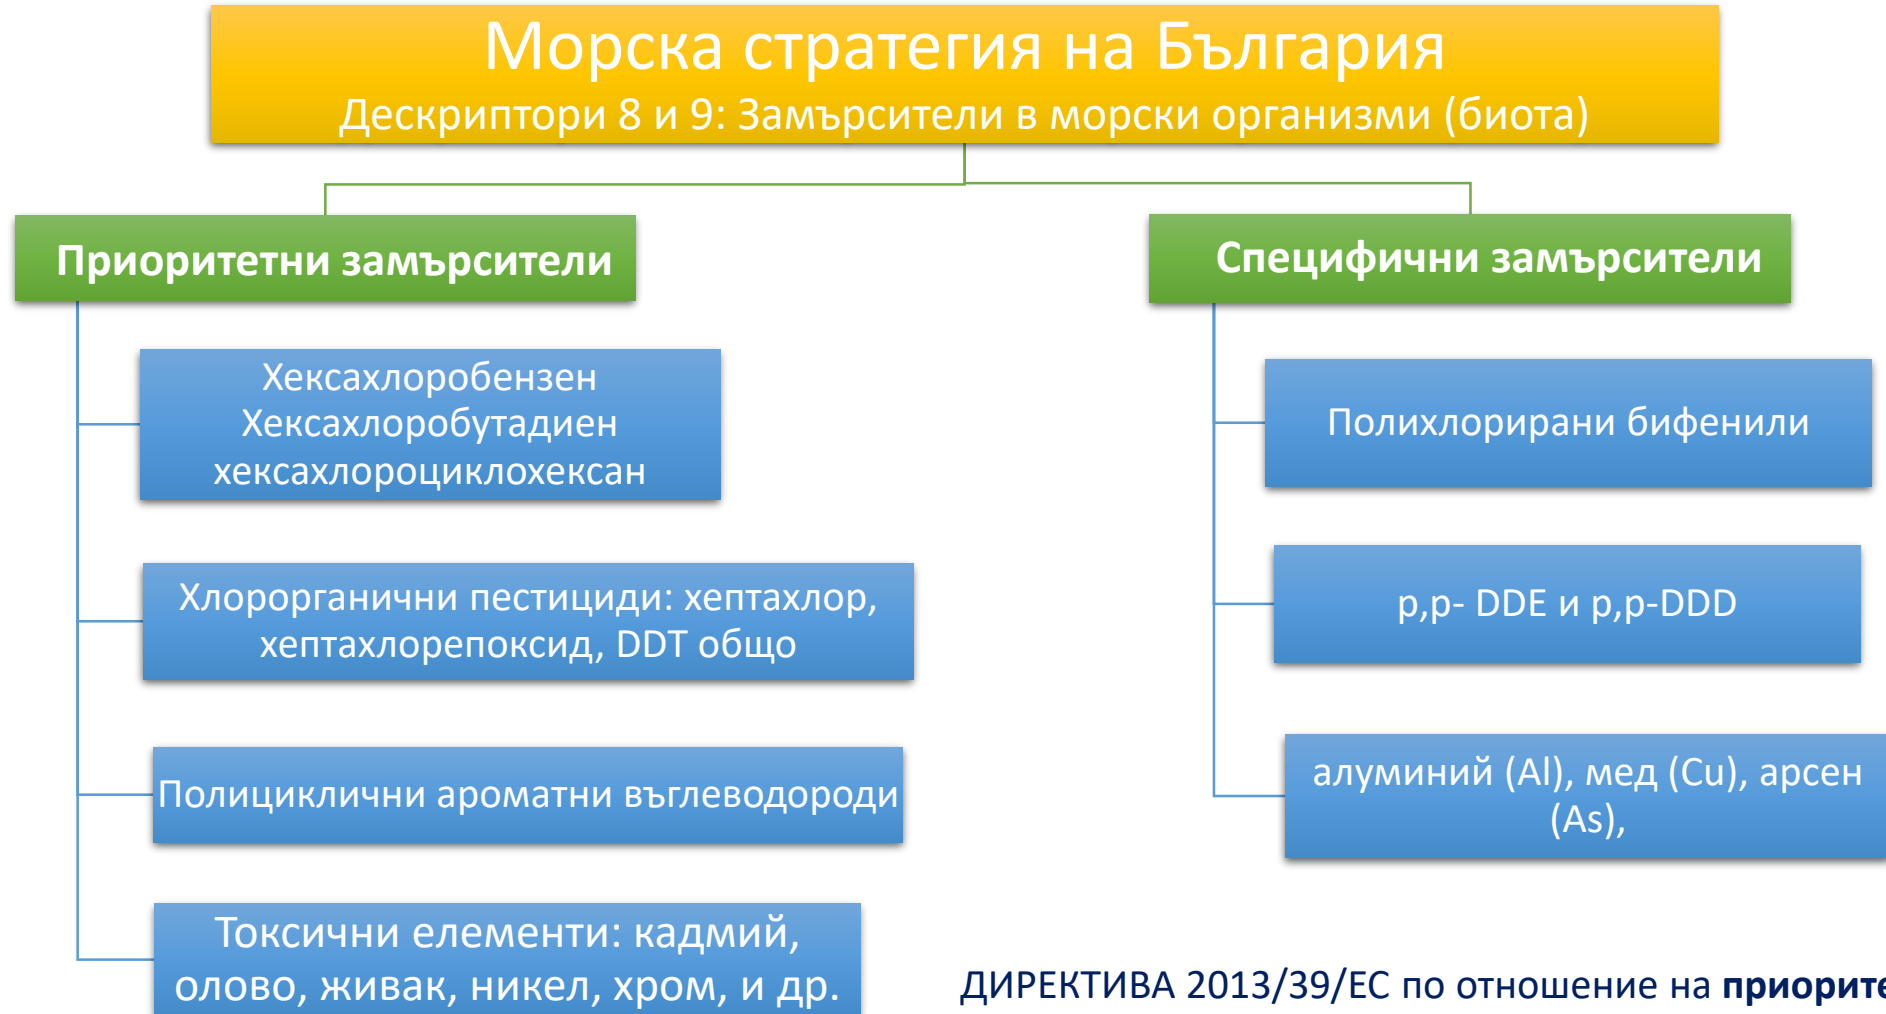 Морска стратегия на България
Дескриптори 8 и 9: Замърсители в морски организми (биота)
Приоритетни замърсители
Хексахлоробензен
Хексахлоробутадиен
хексахлороциклохексан
Хлорорганични пестициди: хептахлор,
хептахлорепоксид, DDT общо
Полициклични ароматни въглеводороди
Токсични елементи: кадмий,
олово, живак, никел, хром, и др.
Специфични замърсители
Полихлорирани бифенили
p,p- DDE и p,p-DDD
алуминий (Al), мед (Cu), арсен
(As),
ДИРЕКТИВА 2013/39/ЕС по отношение на